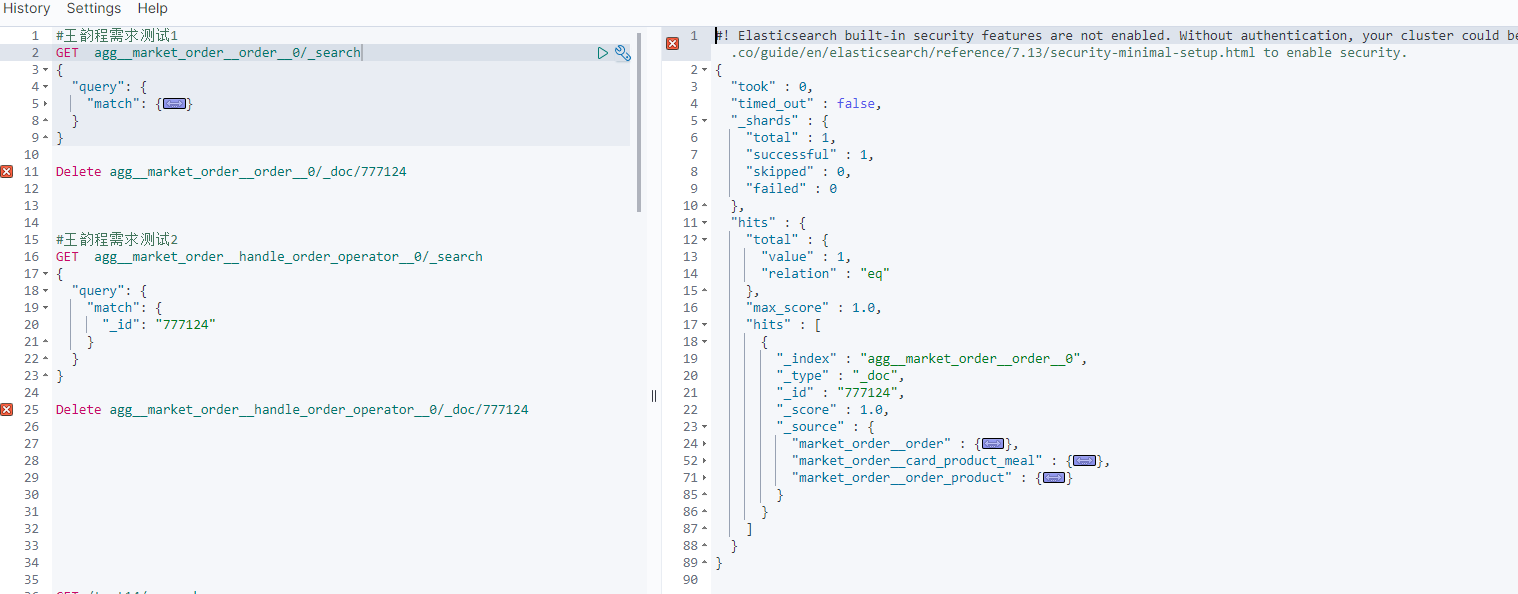 History Settings Help
1 #王韵程需求测试1
2 GET agg__market_order__order__0/_search
3 {
4 "query": {
5 "match": {}
8 }
9 }
10
11 Delete agg__market_order__order__0/_doc/777124
12
13
14
15 #王韵程需求测试2
16 GET agg__market_order__handle_order_operator__0/_search
17 {
18 "query": {
19 "match": {
20 "_id": "777124"
21 }
22 }
23 }
24
25 Delete agg__market_order__handle_order_operator__0/_doc/777124
26
27
28
29
30
31
32
33
34
35
1 #! Elasticsearch built-in security features are not enabled. Without authentication, your cluster could be
.co/guide/en/elasticsearch/reference/7.13/security-minimal-setup.html to enable security.
2 {
3 "took" : 0,
4 "timed_out" : false,
5 "_shards" : {
6 "total" : 1,
7 "successful" : 1,
8 "skipped" : 0,
9 "failed" : 0
10 },
11 "hits" : {
12 "total" : {
13 "value" : 1,
14 "relation" : "eq"
15 },
16 "max_score" : 1.0,
17 "hits" : [
18 {
19 "_index" : "agg__market_order__order__0",
20 "_type" : "_doc",
21 "_id" : "777124",
22 "_score" : 1.0,
23 "_source" : {
24 "market_order__order" : {},
52 "market_order__card_product_meal" : {},
71 "market_order__order_product" : {}
85 }
86 }
87 ]
88 }
89 }
90